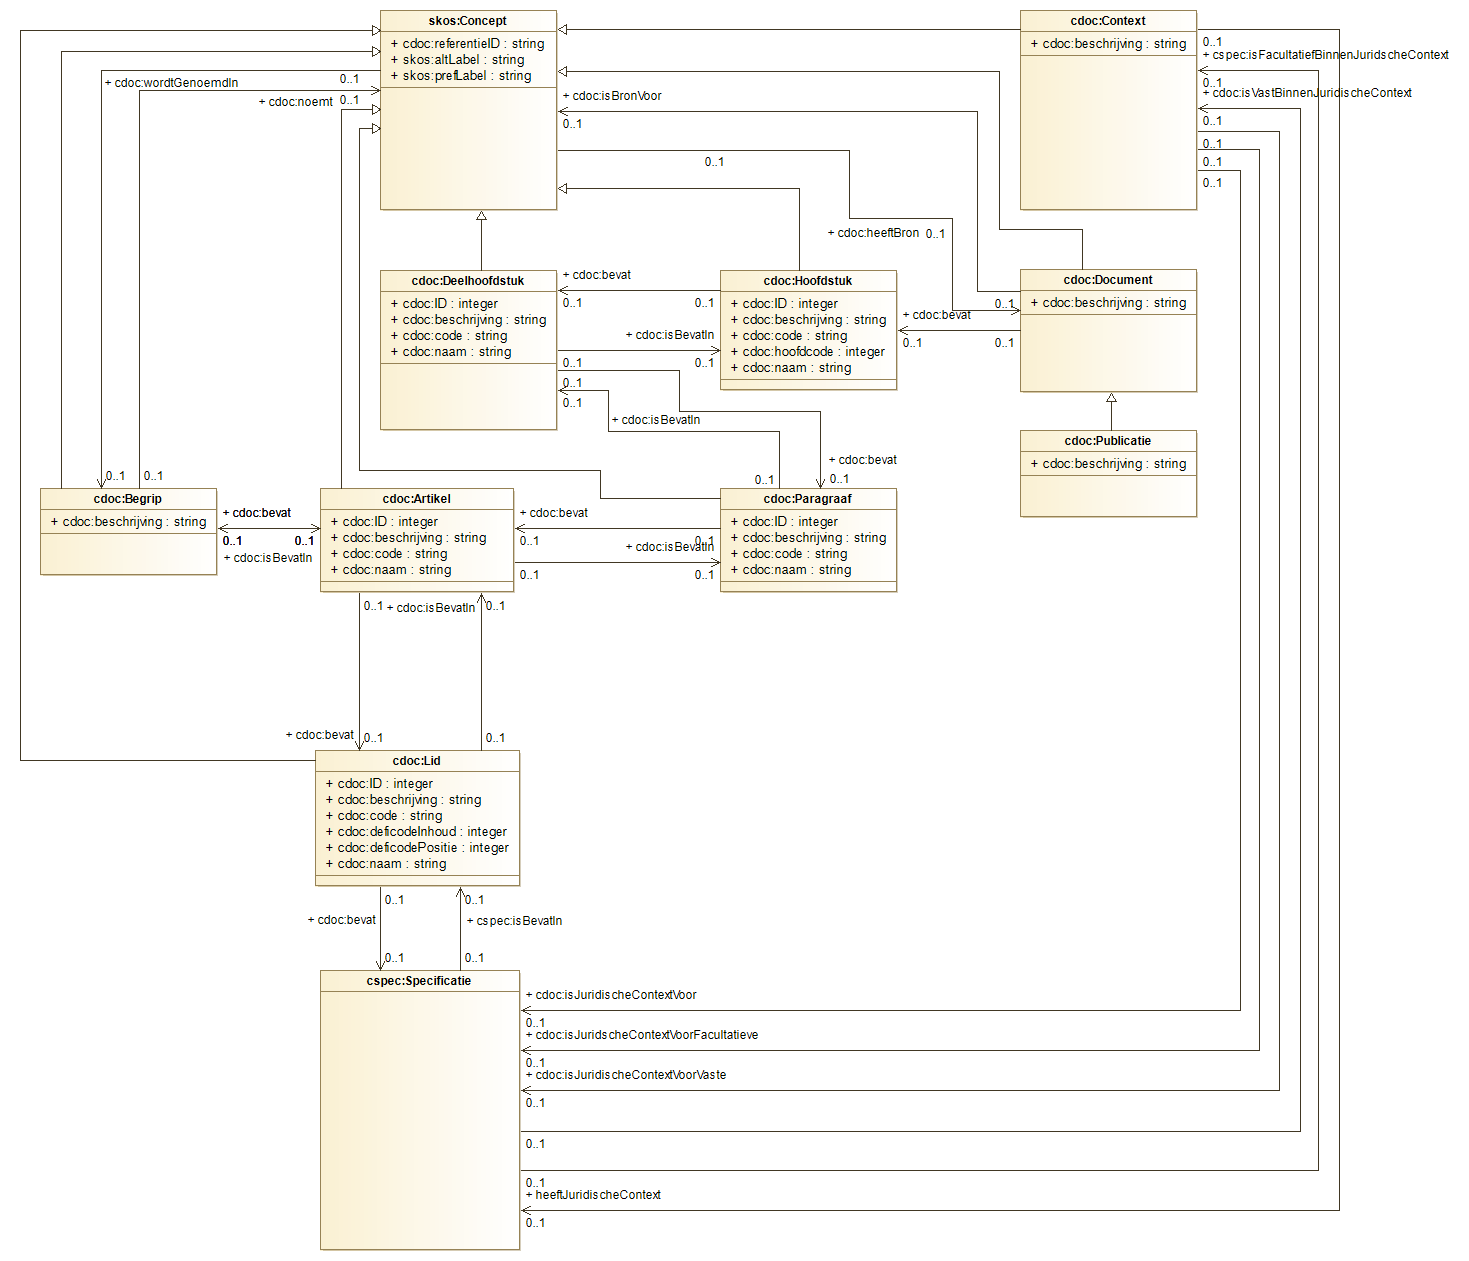 skos:Concept
+ cdoc:referentieID : string
+ skos:altLabel : string
+ skos:prefLabel : string
cdoc:Context
+ cdoc:beschrijving : string
0..1
+ cspec:isFacultatiefBinnenJuridischeContext
0..1
+ cdoc:isVastBinnenJuridischeContext
0..1
0..1
0..1
0..1
0..1
+ cdoc:wordtGenoemdIn
+ cdoc:noemt
0..1
+ cdoc:isBronVoor
0..1
0..1
+ cdoc:heeftBron
0..1
cdoc:Deelhoofdstuk
+ cdoc:ID : integer
+ cdoc:beschrijving : string
+ cdoc:code : string
+ cdoc:naam : string
+ cdoc:bevat
0..1
0..1
+ cdoc:isBevatIn
0..1
0..1
0..1
0..1
+ cdoc:isBevatIn
cdoc:Hoofdstuk
+ cdoc:ID : integer
+ cdoc:beschrijving : string
+ cdoc:code : string
+ cdoc:hoofdcode : integer
+ cdoc:naam : string
cdoc:Document
+ cdoc:beschrijving : string
0..1
+ cdoc:bevat
0..1
0..1
cdoc:Publicatie
+ cdoc:beschrijving : string
+ cdoc:bevat
0..1
0..1
0..1
0..1
cdoc:Begrip
+ cdoc:beschrijving : string
+ cdoc:bevat
0..1
0..1
+ cdoc:isBevatIn
cdoc:Artikel
+ cdoc:ID : integer
+ cdoc:beschrijving : string
+ cdoc:code : string
+ cdoc:naam : string
+ cdoc:bevat
0..1
0..1
+ cdoc:isBevatIn
0..1
0..1
cdoc:Paragraaf
+ cdoc:ID : integer
+ cdoc:beschrijving : string
+ cdoc:code : string
+ cdoc:naam : string
0..1
+ cdoc:isBevatIn
0..1
+ cdoc:bevat
0..1
0..1
cdoc:Lid
+ cdoc:ID : integer
+ cdoc:beschrijving : string
+ cdoc:code : string
+ cdoc:deficodeInhoud : integer
+ cdoc:deficodePositie : integer
+ cdoc:naam : string
0..1
0..1
+ cdoc:bevat
+ cspec:isBevatIn
0..1
0..1
cspec:Specificatie
+ cdoc:isJuridischeContextVoor
0..1
+ cdoc:isJuridscheContextVoorFacultatieve
0..1
+ cdoc:isJuridischeContextVoorVaste
0..1
0..1
0..1
+ heeftJuridischeContext
0..1